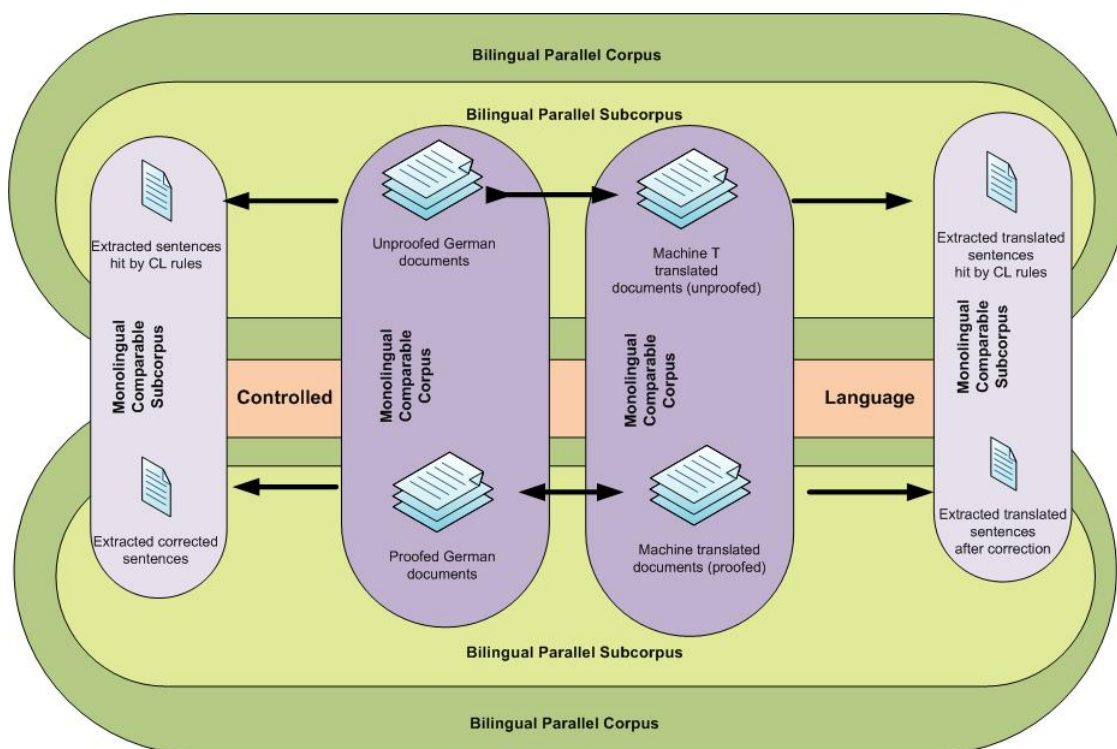 Bilingual Parallel Corpus
Bilingual Parallel Subcorpus
Extracted sentences
hit by CL rules
Unproofed German
documents
Machine T
translated
documents (unproofed)
Extracted translated
sentences
hit by CL rules
Monolingual
Comparable
Subcorpus
Controlled
Monolingual
Comparable
Corpus
Monolingual
Comparable
Corpus
Language
Monolingual
Comparable
Subcorpus
Extracted corrected
sentences
Proofed German
documents
Machine translated
documents (proofed)
Extracted translated
sentences
after correction
Bilingual Parallel Subcorpus
Bilingual Parallel Corpus